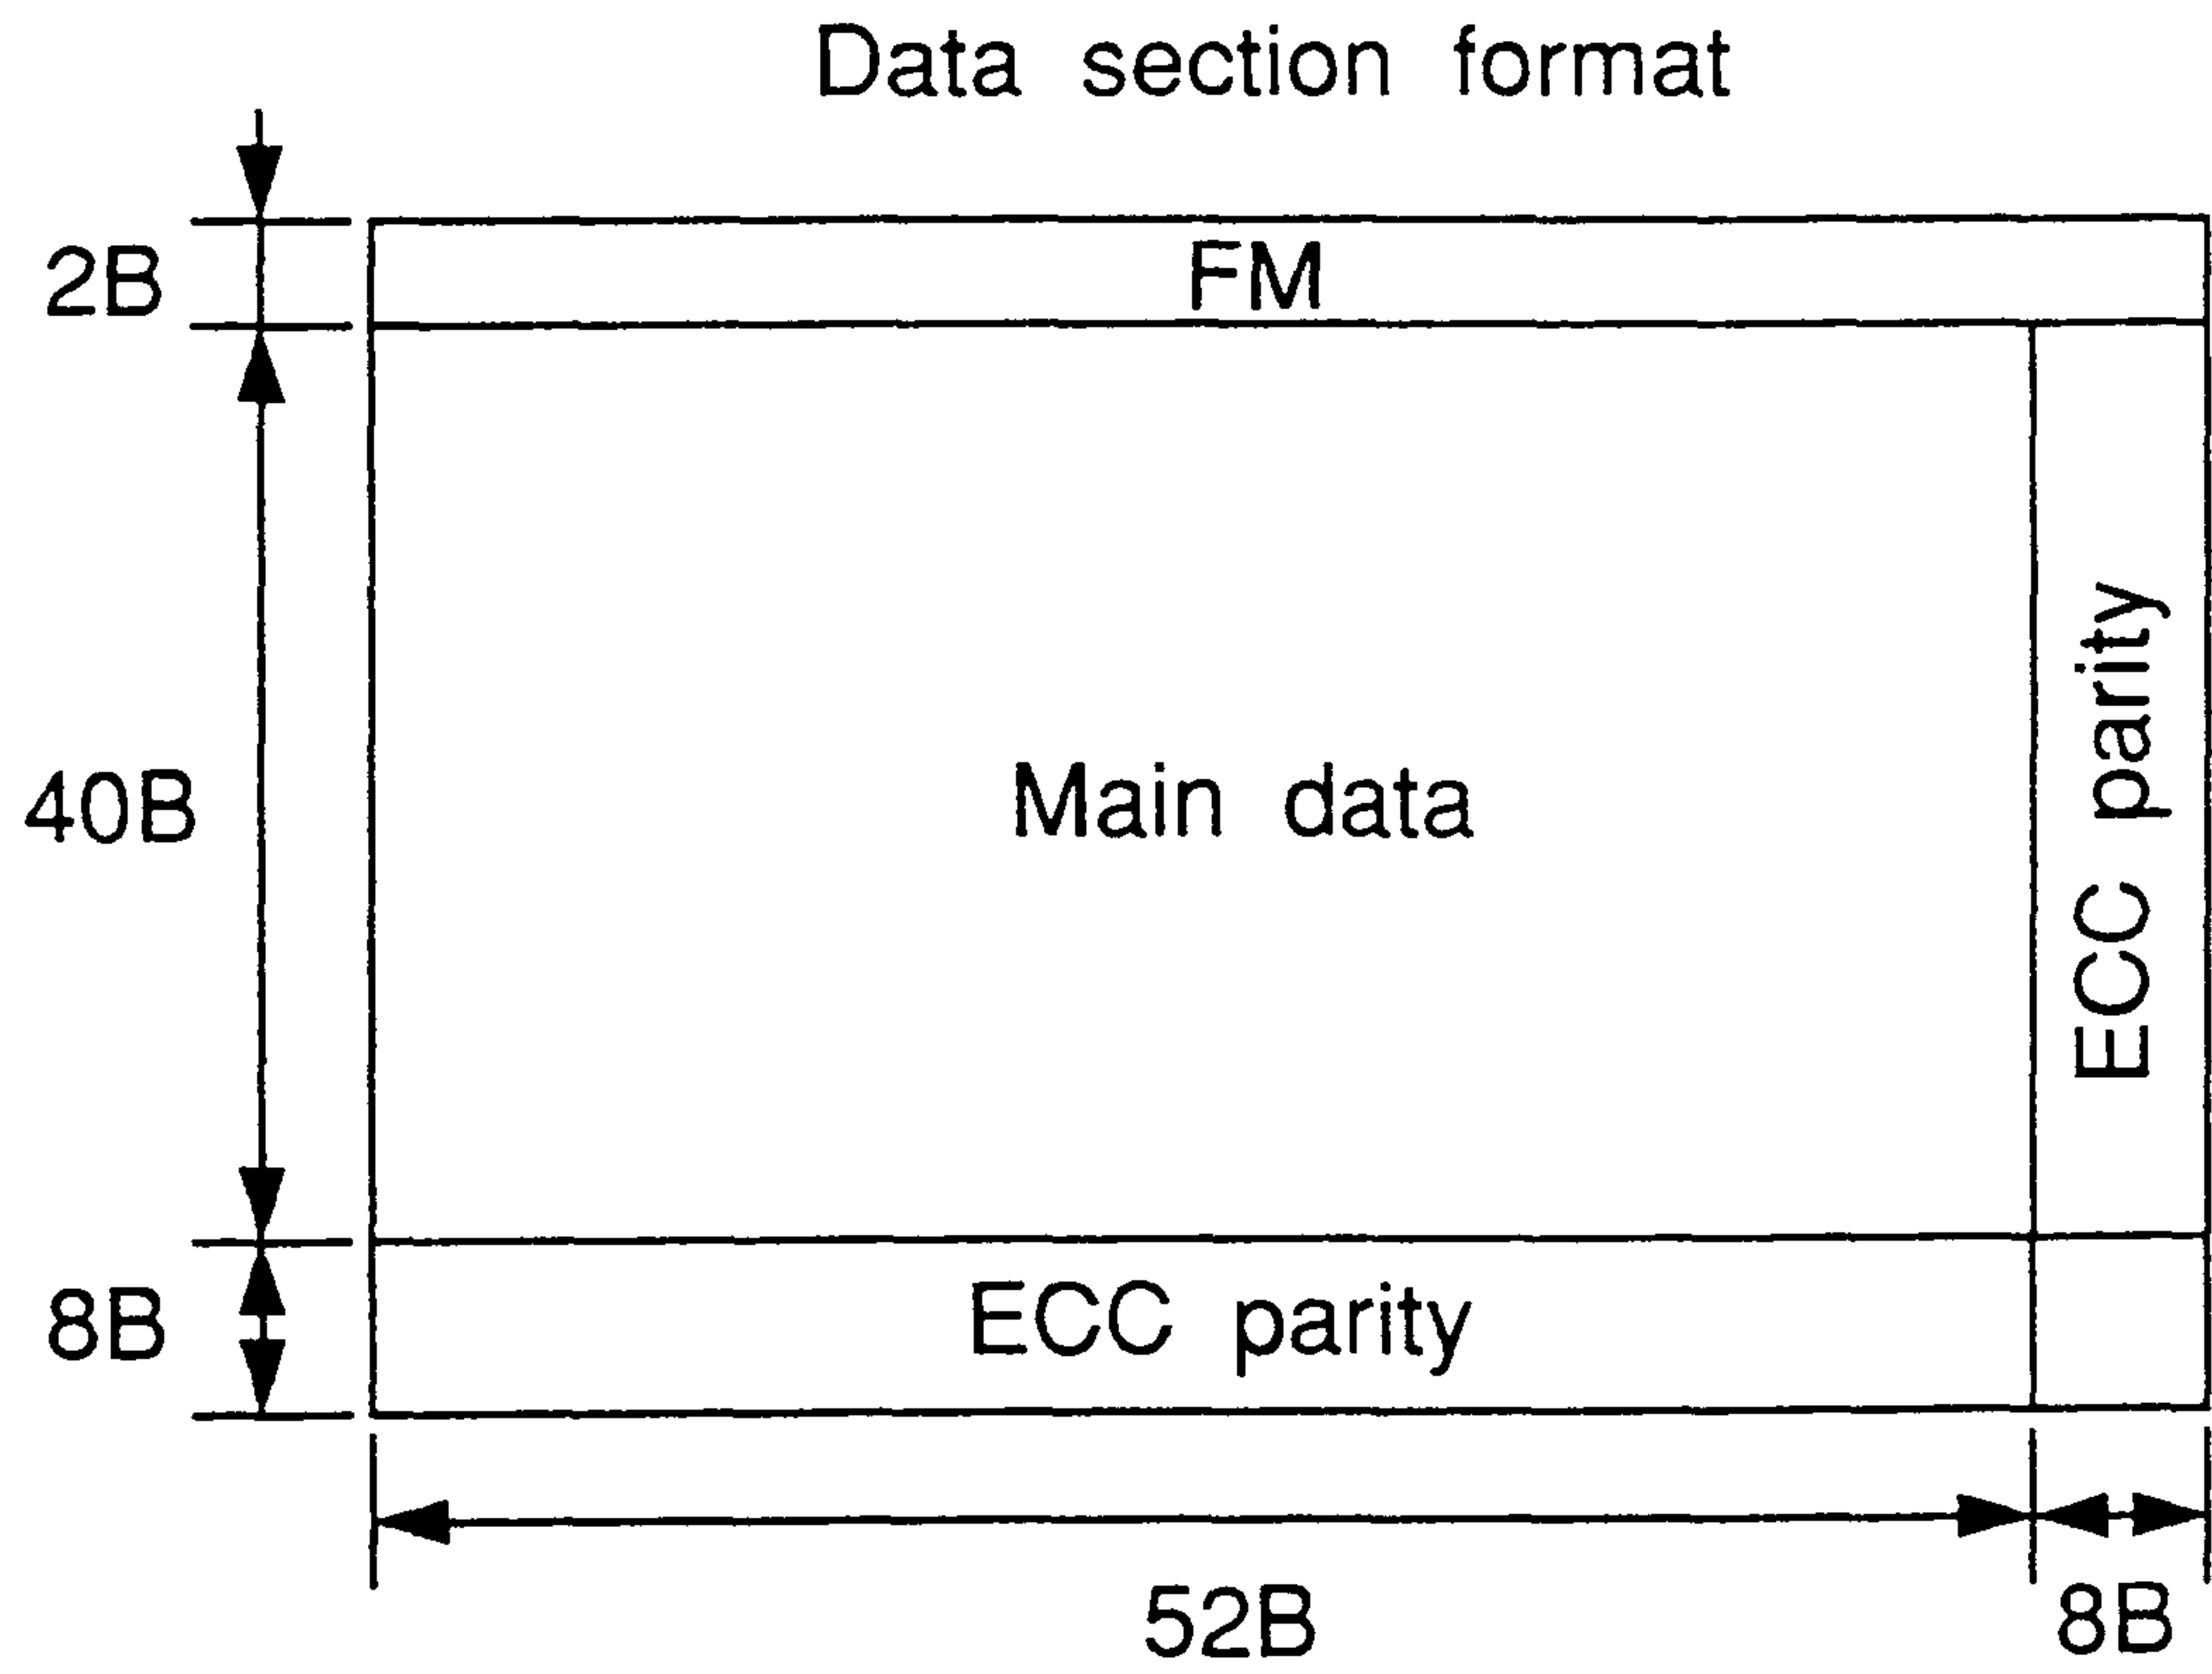 Data section format
2B
FM
40B
Main data
ECC parity
8B
ECC parity
52B
8B